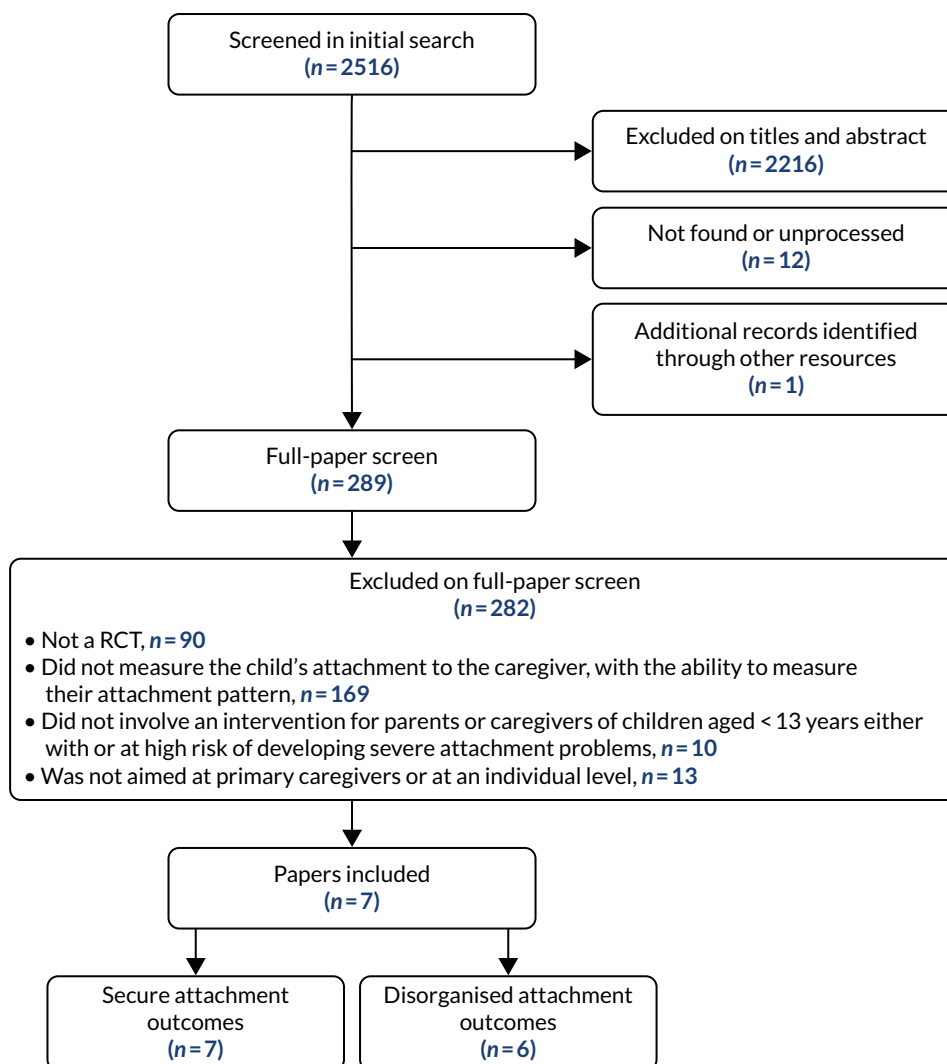 Screened in initial search
(n = 2516)
Excluded on titles and abstract
(n = 2216)
Not found or unprocessed
(n = 12)
Additional records identified
through other resources
(n = 1)
Full-paper screen
(n = 289)
Excluded on full-paper screen
(n = 282)
• Not a RCT, n = 90
• Did not measure the child's attachment to the caregiver, with the ability to measure
their attachment pattern, n = 169
• Did not involve an intervention for parents or caregivers of children aged < 13 years either
with or at high risk of developing severe attachment problems, n = 10
• Was not aimed at primary caregivers or at an individual level, n = 13
Papers included
(n = 7)
Secure attachment
outcomes
(n = 7)
Disorganised attachment
outcomes
(n = 6)